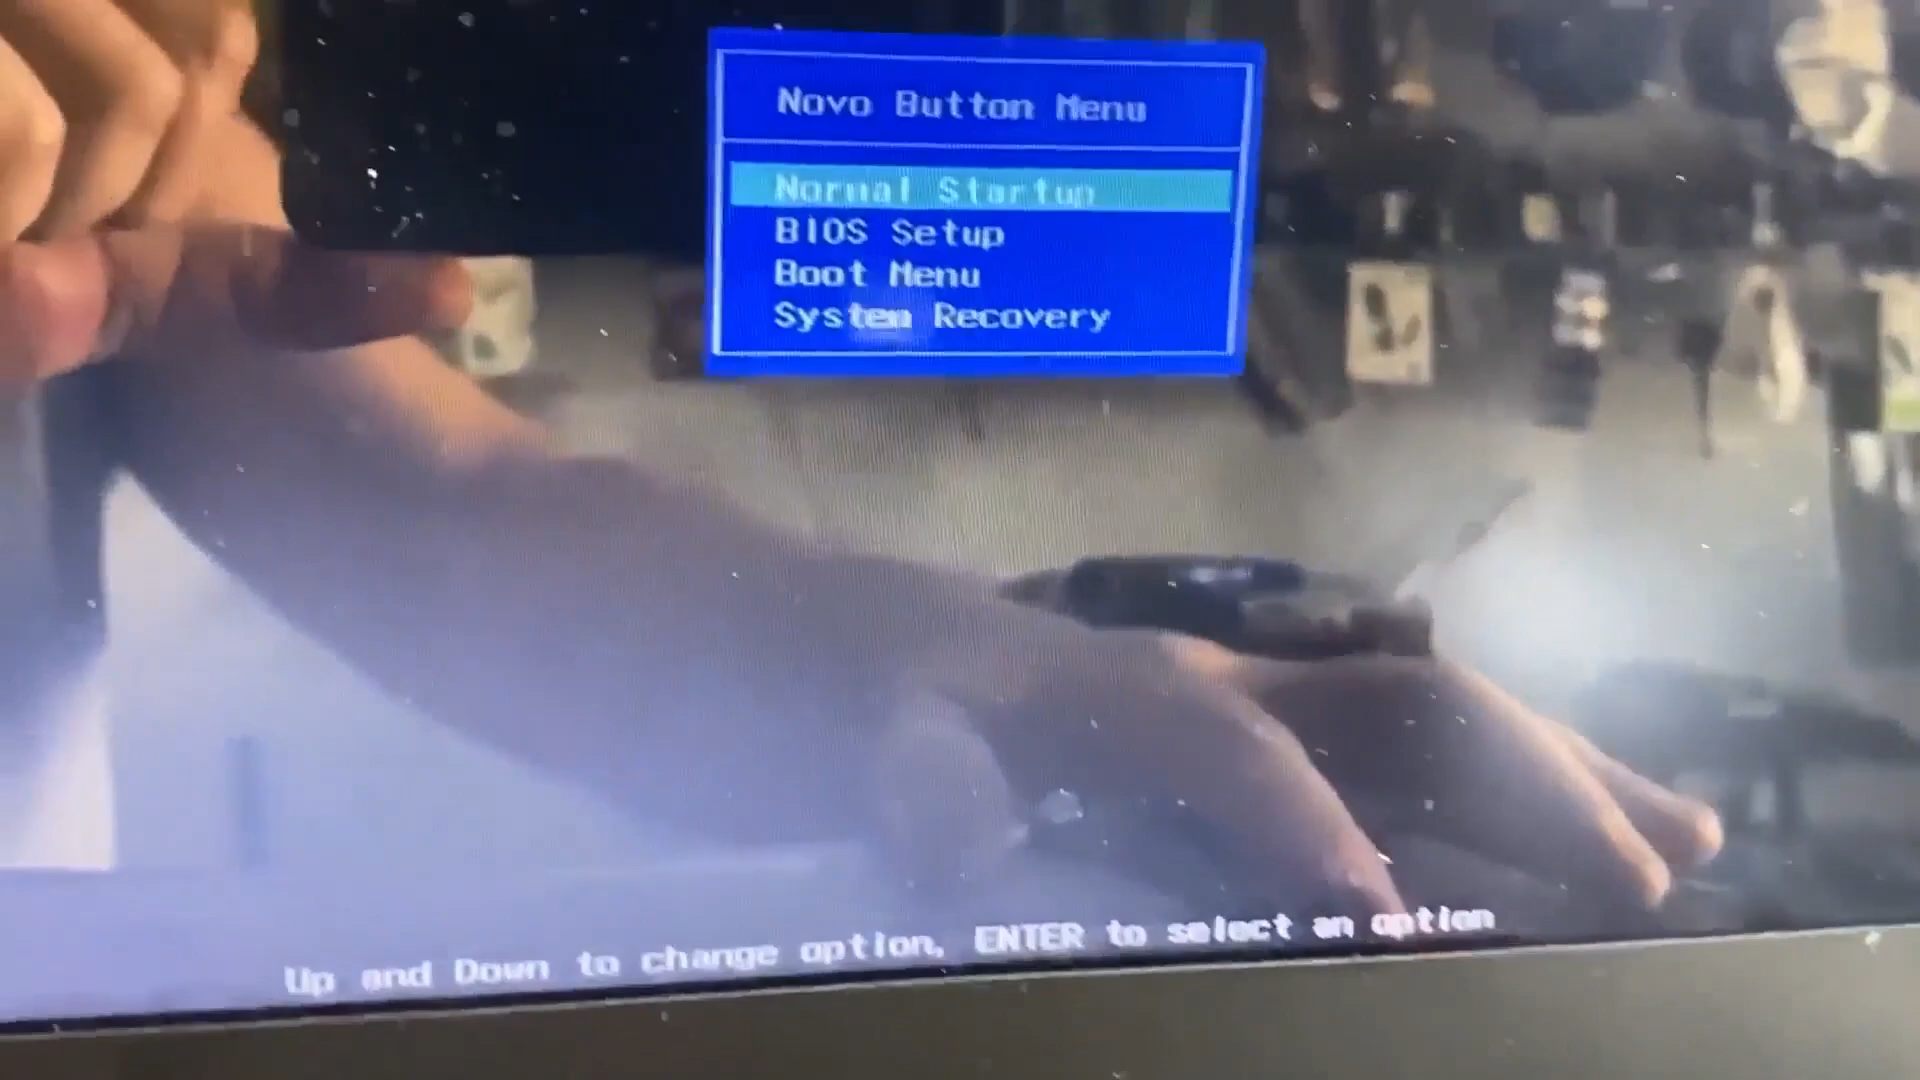 Novo Button Menu
Normal Startup
BIOS Setup
Boot Menu
System Recovery
Up and Down to change option, ENTER to select an option